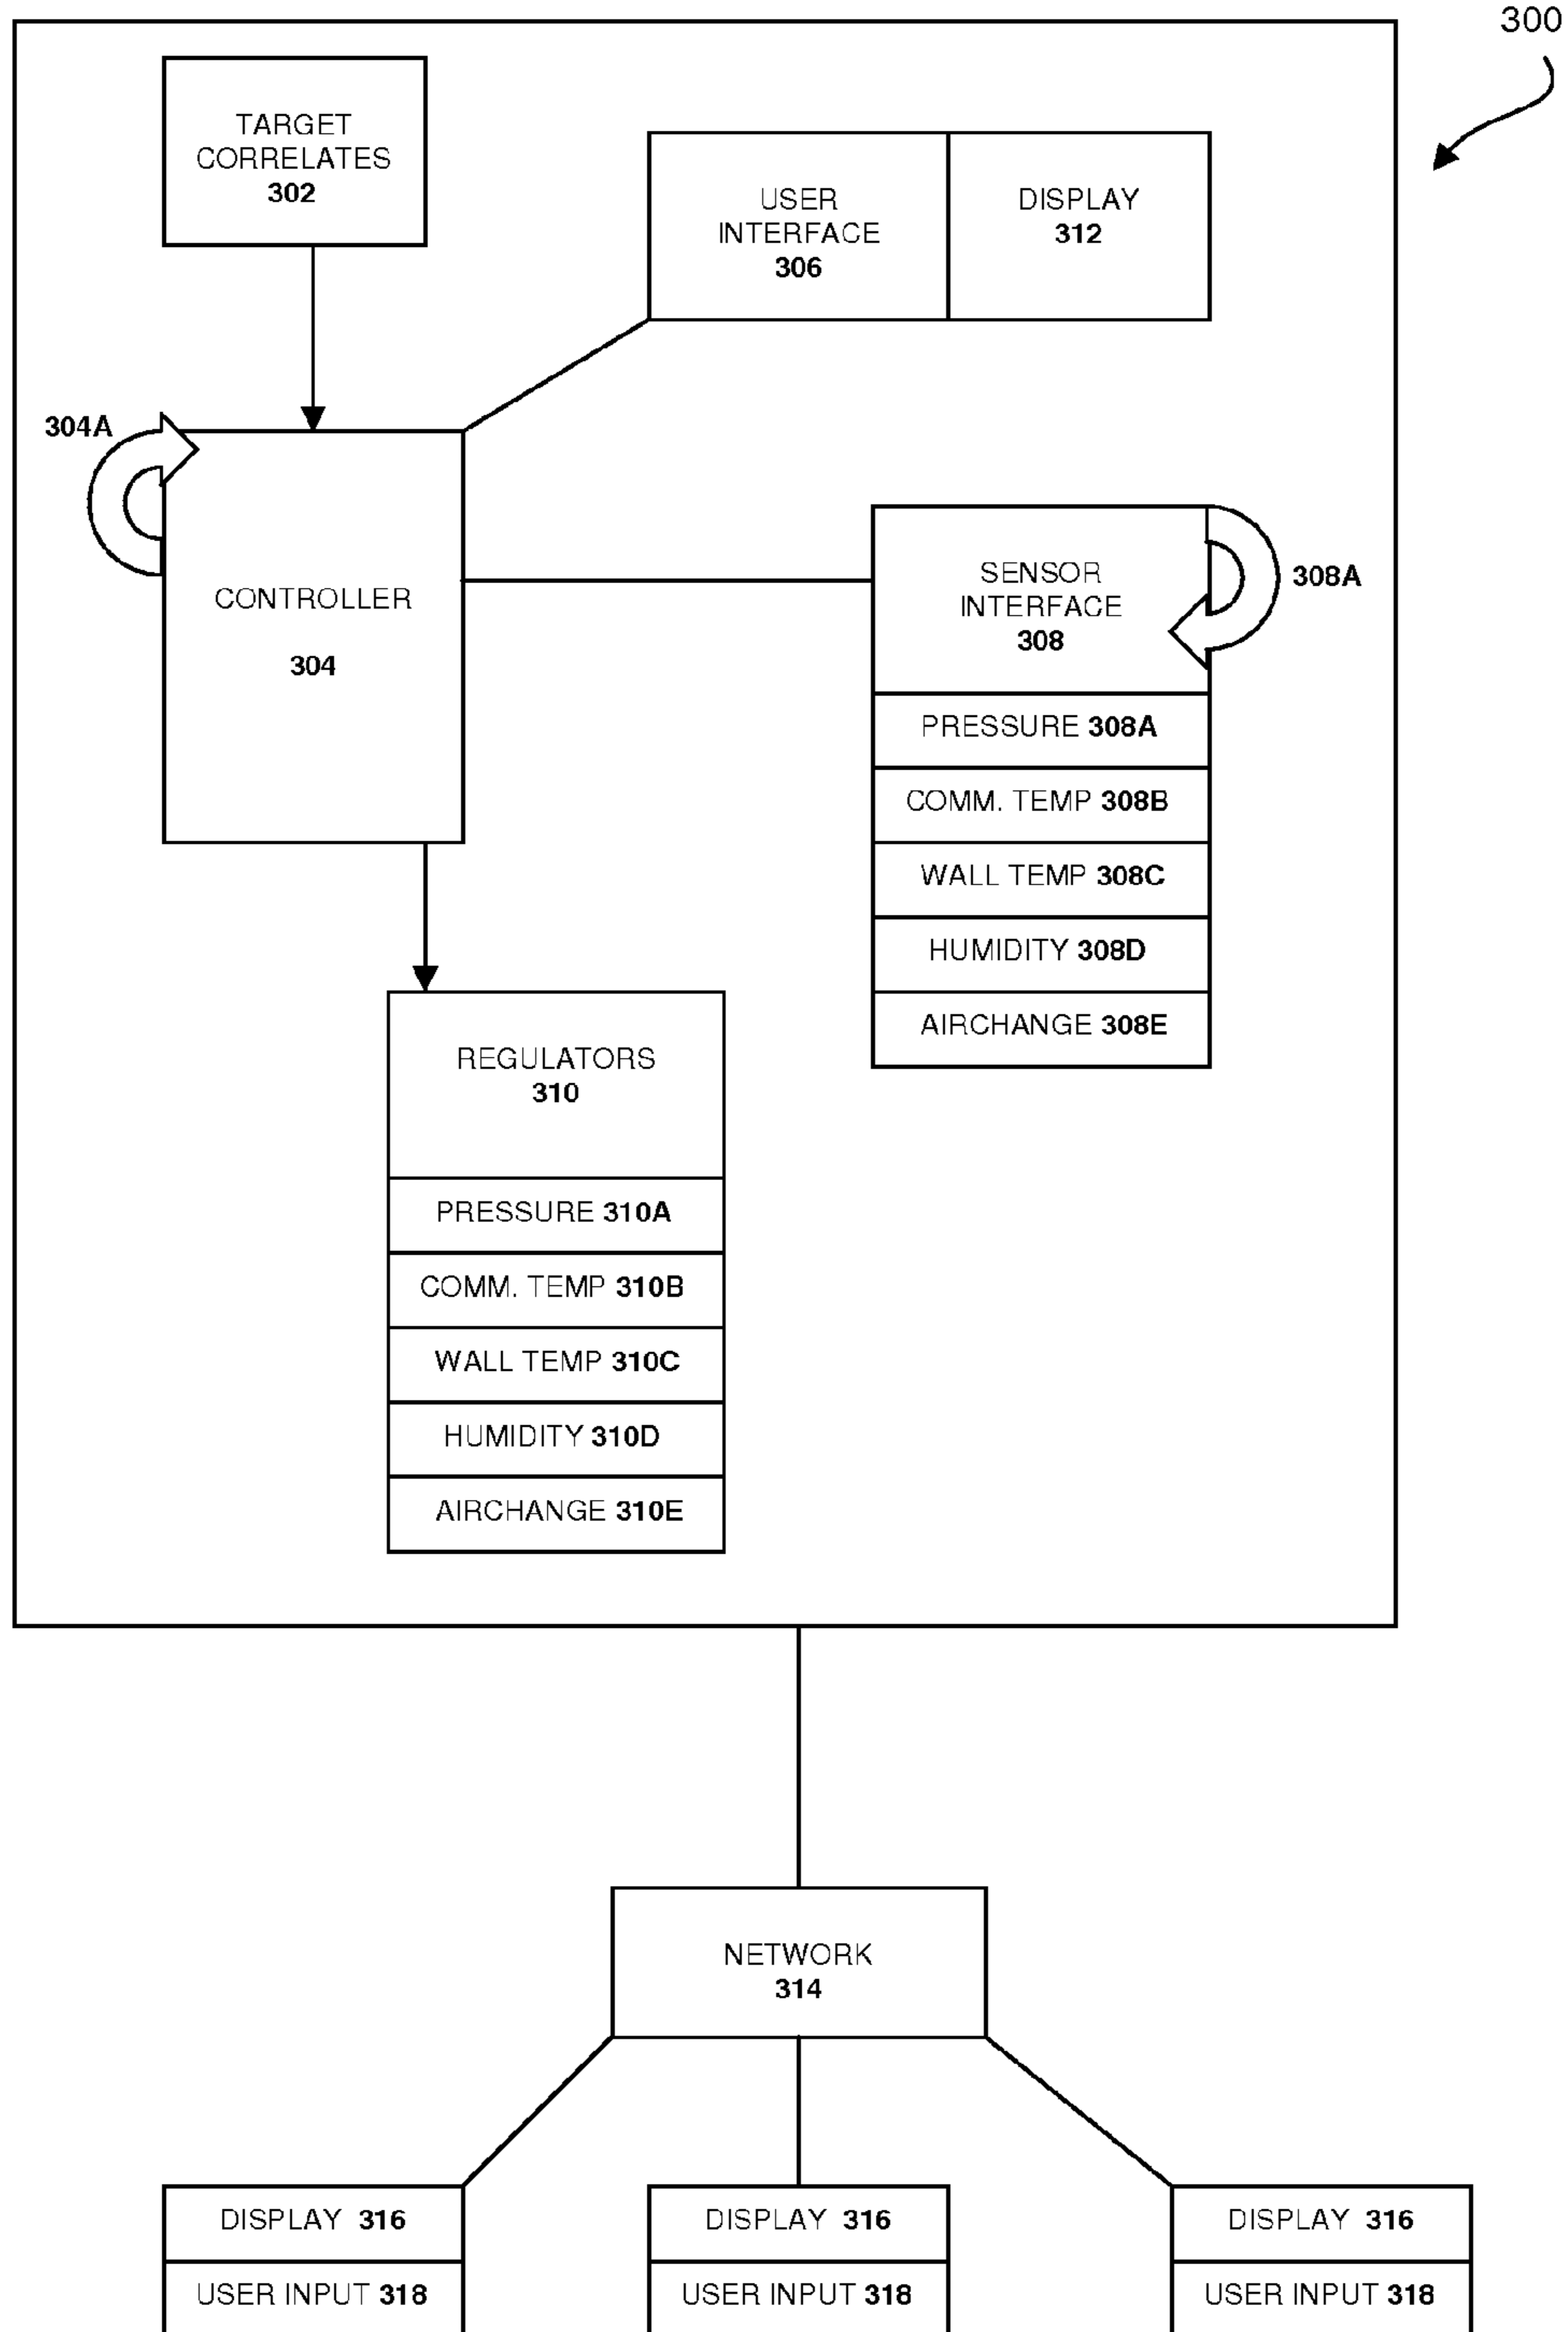 300
TARGET
CORRELATES
302
USER
INTERFACE
306
DISPLAY
312
304A
CONTROLLER
304
SENSOR
INTERFACE
308
308A
PRESSURE 308A
COMM. TEMP 308B
WALL TEMP 308C
HUMIDITY 308D
AIRCHANGE 308E
REGULATORS
310
PRESSURE 310A
COMM. TEMP 310B
WALL TEMP 310C
HUMIDITY 310D
AIRCHANGE 310E
NETWORK
314
DISPLAY 316
USER INPUT 318
DISPLAY 316
USER INPUT 318
DISPLAY 316
USER INPUT 318